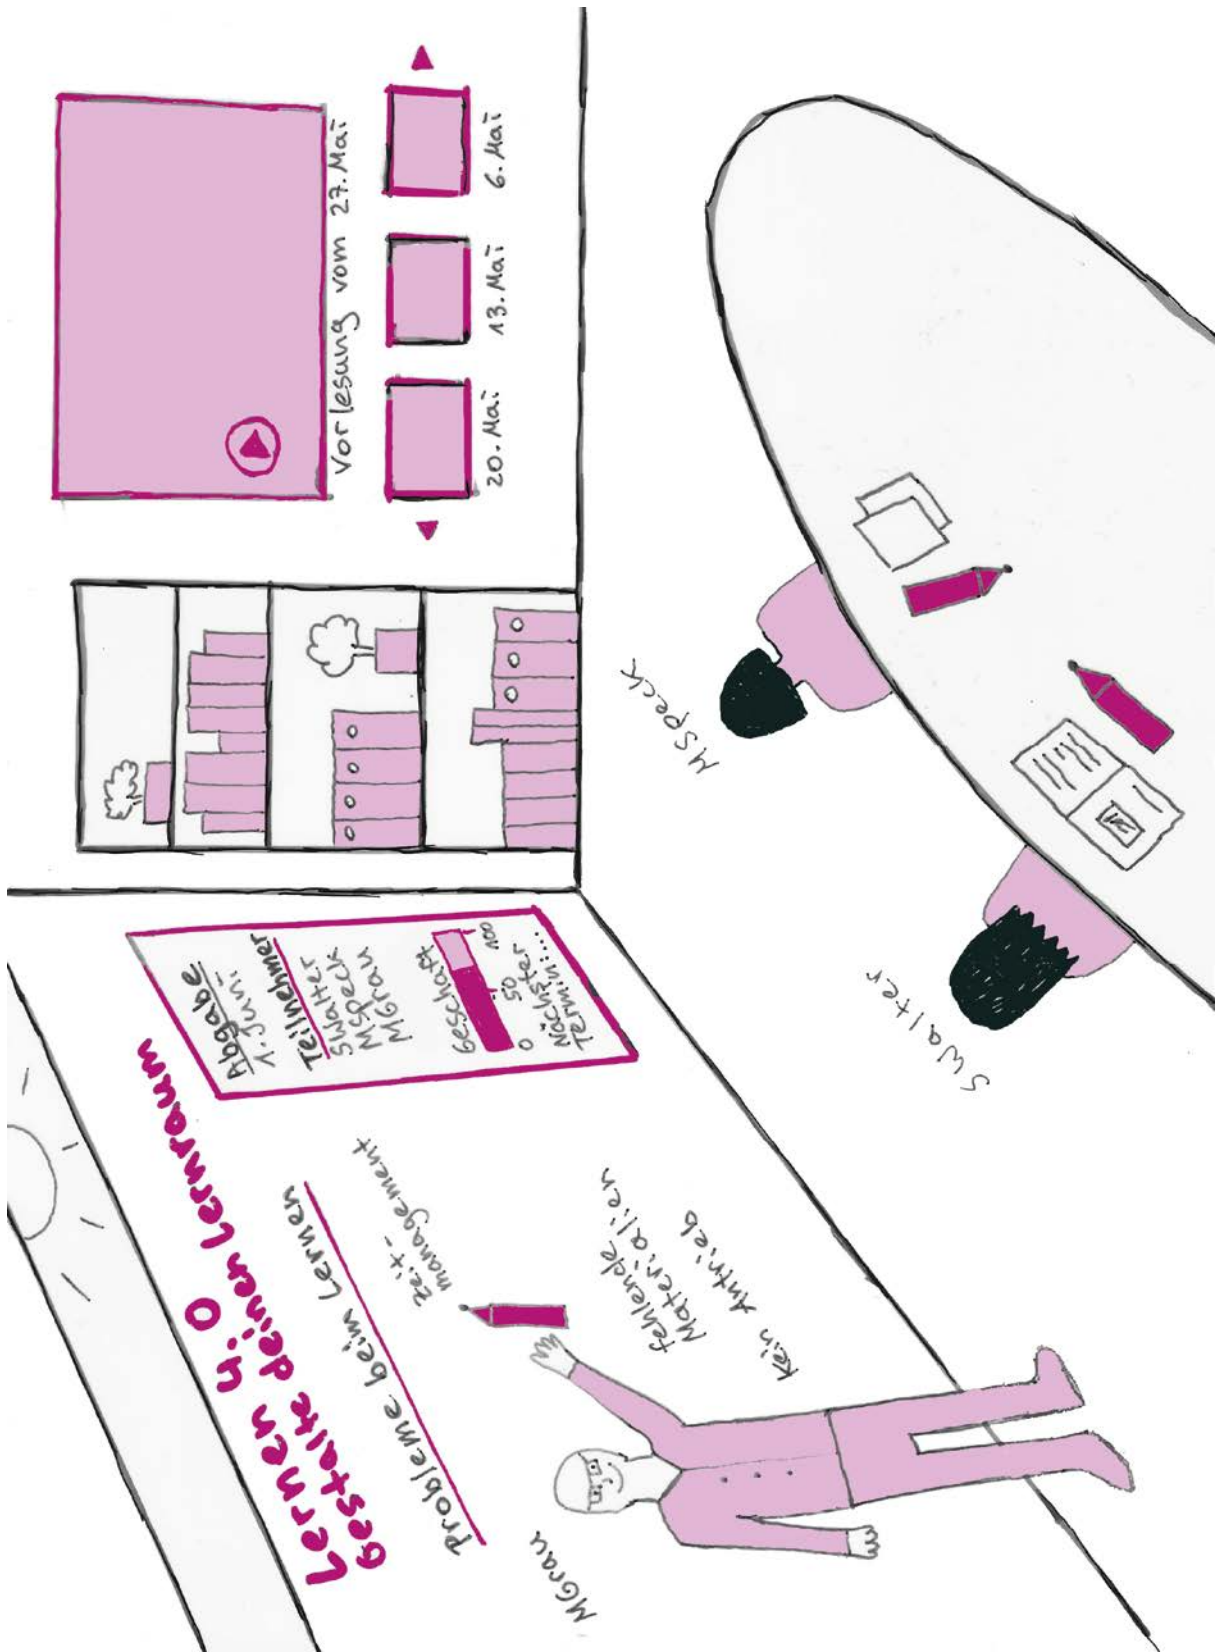 Lernen 4.0
Gestalte deinen Lernraum
Probleme beim Lernen
Zeit-
management
Fehlende
Materialien
Kein Antrieb
MGrau
Abgabe
1. Juni
Teilnehmer
SWalter
MSpeck
MGrau
Geschafft
0 50 100
Nächster
Termin:...
Vorlesung vom 27. Mai
20. Mai
13. Mai
6. Mai
MSpeck
SWalter